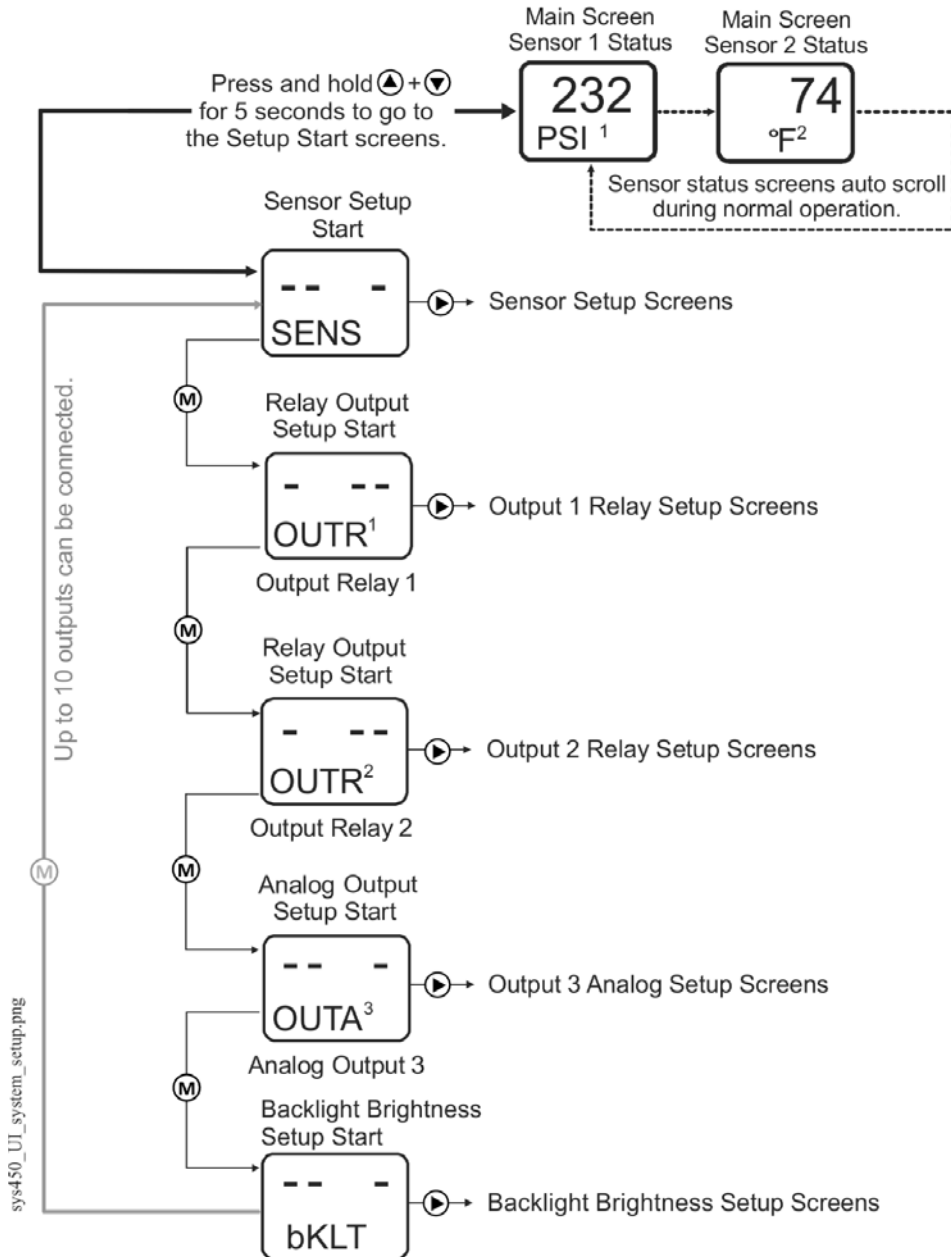 Main Screen
Sensor 1 Status
Main Screen
Sensor 2 Status
Press and hold ▲ + ▼
for 5 seconds to go to
the Setup Start screens.
232
PSI ¹
74
°F²
Sensor status screens auto scroll
during normal operation.
Sensor Setup
Start
-- -
SENS
Sensor Setup Screens
M
Relay Output
Setup Start
- --
OUTR¹
Output 1 Relay Setup Screens
Output Relay 1
M
Relay Output
Setup Start
- --
OUTR²
Output 2 Relay Setup Screens
Output Relay 2
M
Analog Output
Setup Start
-- -
OUTA³
Output 3 Analog Setup Screens
Analog Output 3
M
Backlight Brightness
Setup Start
-- -
bKLT
Backlight Brightness Setup Screens
Up to 10 outputs can be connected.
M
sys450_UI_system_setup.png